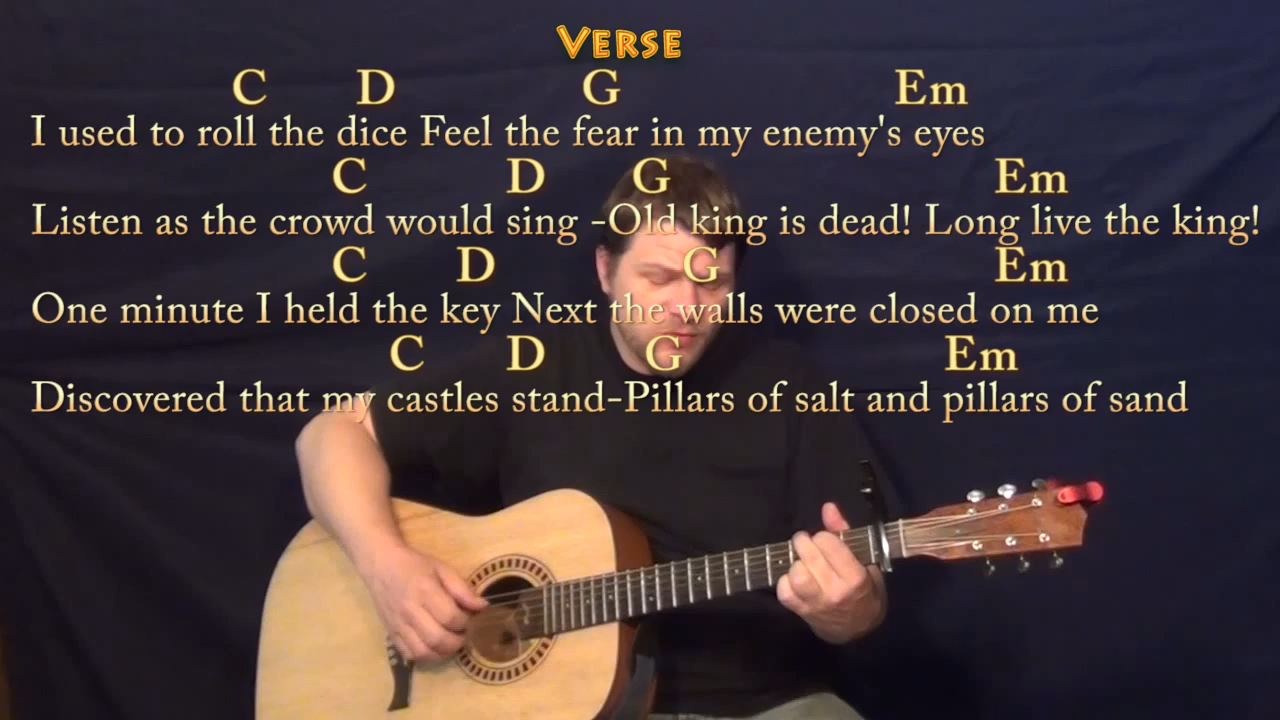 VERSE
C D G Em
I used to roll the dice Feel the fear in my enemy's eyes
C D G Em
Listen as the crowd would sing -Old king is dead! Long live the king!
C D G Em
One minute I held the key Next the walls were closed on me
C D G Em
Discovered that my castles stand-Pillars of salt and pillars of sand